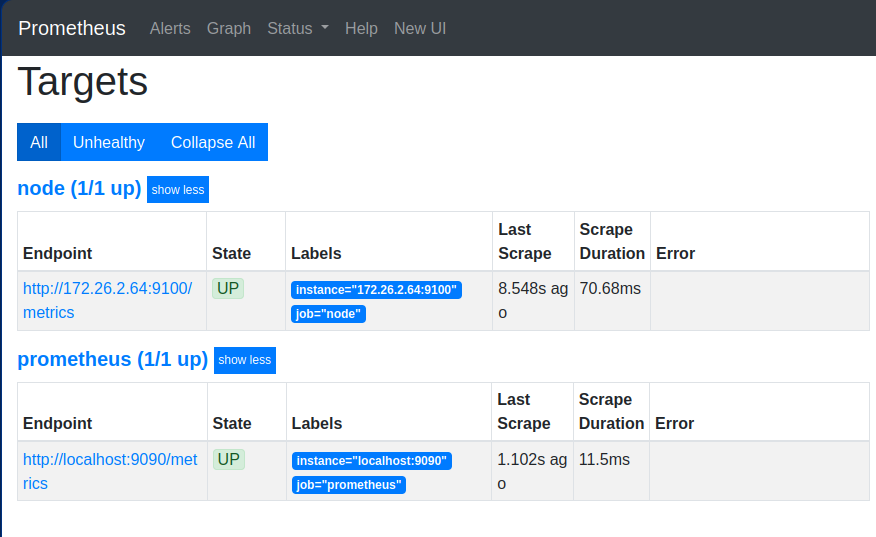 Prometheus Alerts Graph Status Help New UI
Targets
All Unhealthy Collapse All
node (1/1 up) show less
Endpoint State Labels Last Scrape Scrape Duration Error
http://172.26.2.64:9100/
metrics
UP
instance="172.26.2.64:9100"
job="node"
8.548s ag
o
70.68ms
prometheus (1/1 up) show less
Endpoint State Labels Last Scrape Scrape Duration Error
http://localhost:9090/met
rics
UP
instance="localhost:9090"
job="prometheus"
1.102s ag
o
11.5ms